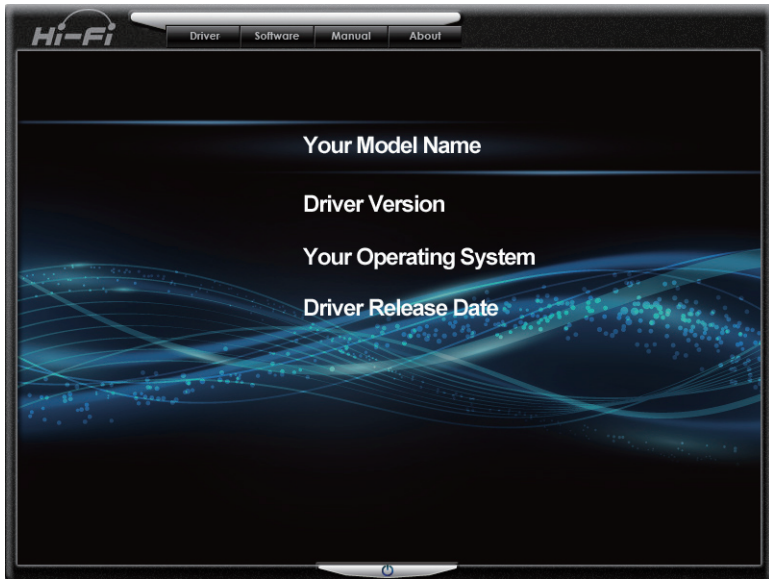 Hi-Fi
Driver Software Manual About
Your Model Name
Driver Version
Your Operating System
Driver Release Date